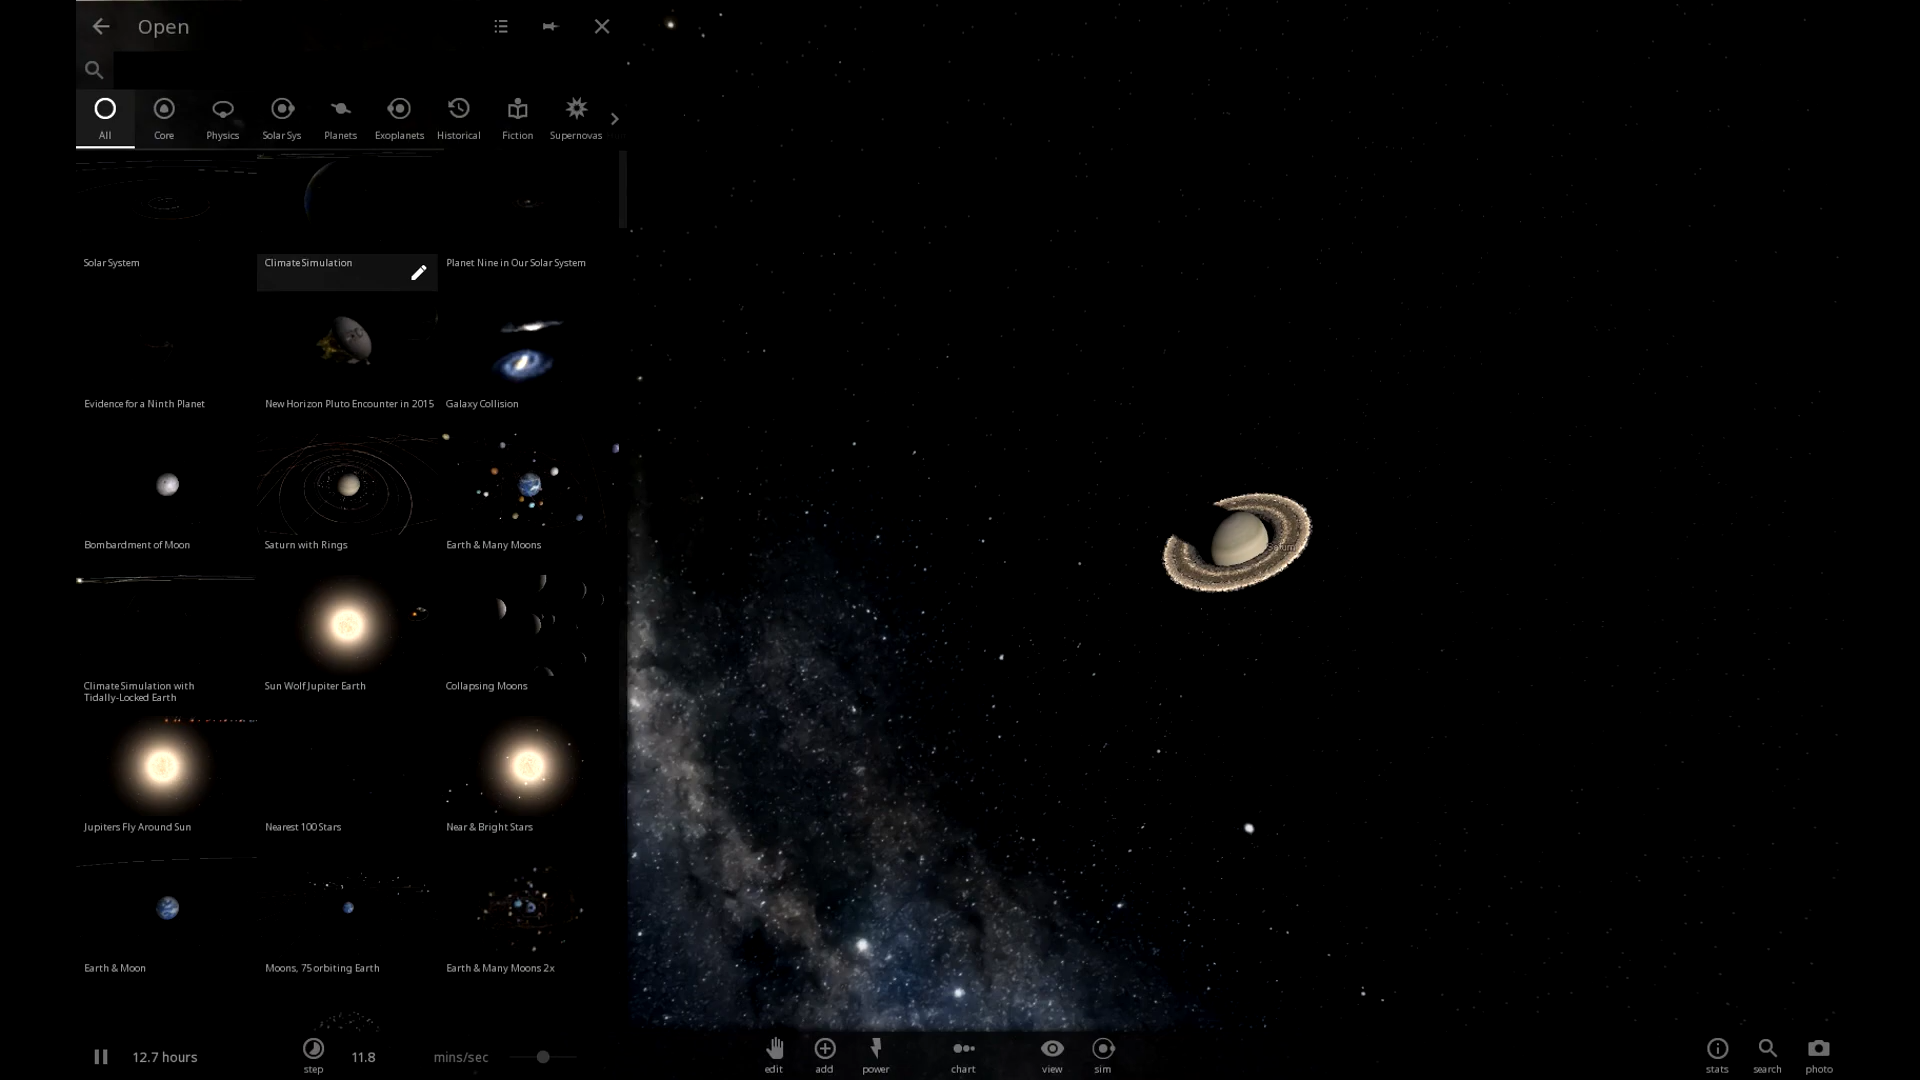 Open
All
Core
Physics
Solar Sys
Planets
Exoplanets
Historical
Fiction
Supernovas
Solar System
Climate Simulation
Planet Nine in Our Solar System
Evidence for a Ninth Planet
New Horizon Pluto Encounter in 2015
Galaxy Collision
Bombardment of Moon
Saturn with Rings
Earth & Many Moons
Climate Simulation with
Tidally-Locked Earth
Sun Wolf Jupiter Earth
Collapsing Moons
Jupiters Fly Around Sun
Nearest 100 Stars
Near & Bright Stars
Earth & Moon
Moons, 75 orbiting Earth
Earth & Many Moons 2x
Saturn
12.7 hours
step
11.8
mins/sec
edit
add
power
chart
view
sim
stats
search
photo